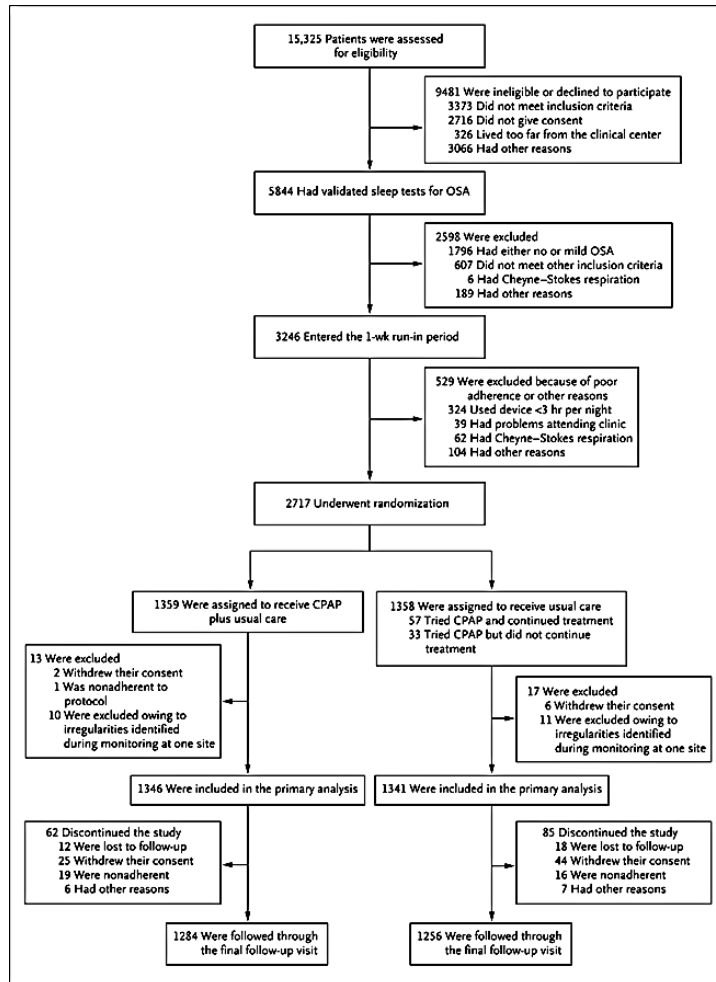 15,325 Patients were assessed
for eligibility
9481 Were ineligible or declined to participate
3373 Did not meet inclusion criteria
2716 Did not give consent
326 Lived too far from the clinical center
3066 Had other reasons
5844 Had validated sleep tests for OSA
2598 Were excluded
1796 Had either no or mild OSA
607 Did not meet other inclusion criteria
6 Had Cheyne–Stokes respiration
189 Had other reasons
3246 Entered the 1-wk run-in period
529 Were excluded because of poor
adherence or other reasons
324 Used device <3 hr per night
39 Had problems attending clinic
62 Had Cheyne–Stokes respiration
104 Had other reasons
2717 Underwent randomization
1359 Were assigned to receive CPAP
plus usual care
1358 Were assigned to receive usual care
57 Tried CPAP and continued treatment
33 Tried CPAP but did not continue
treatment
13 Were excluded
2 Withdrew their consent
1 Was nonadherent to
protocol
10 Were excluded owing to
irregularities identified
during monitoring at one site
17 Were excluded
6 Withdrew their consent
11 Were excluded owing to
irregularities identified
during monitoring at one site
1346 Were included in the primary analysis
1341 Were included in the primary analysis
62 Discontinued the study
12 Were lost to follow-up
25 Withdrew their consent
19 Were nonadherent
6 Had other reasons
85 Discontinued the study
18 Were lost to follow-up
44 Withdrew their consent
16 Were nonadherent
7 Had other reasons
1284 Were followed through
the final follow-up visit
1256 Were followed through
the final follow-up visit